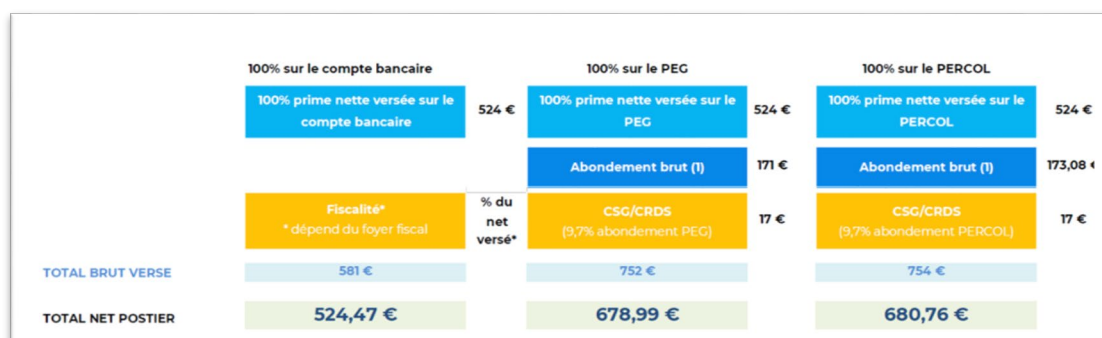 100% sur le compte bancaire
100% sur le PEG
100% sur le PERCOL
100% prime nette versée sur le
compte bancaire
524 €
100% prime nette versée sur le
PEG
524 €
100% prime nette versée sur le
PERCOL
524 €
Abondement brut (1)
171 €
Abondement brut (1)
173,08 €
Fiscalité*
* dépend du foyer fiscal
% du
net
versé*
CSG/CRDS
(9,7% abondement PEG)
17 €
CSG/CRDS
(9,7% abondement PERCOL)
17 €
TOTAL BRUT VERSE
581 €
752 €
754 €
TOTAL NET POSTIER
524,47 €
678,99 €
680,76 €